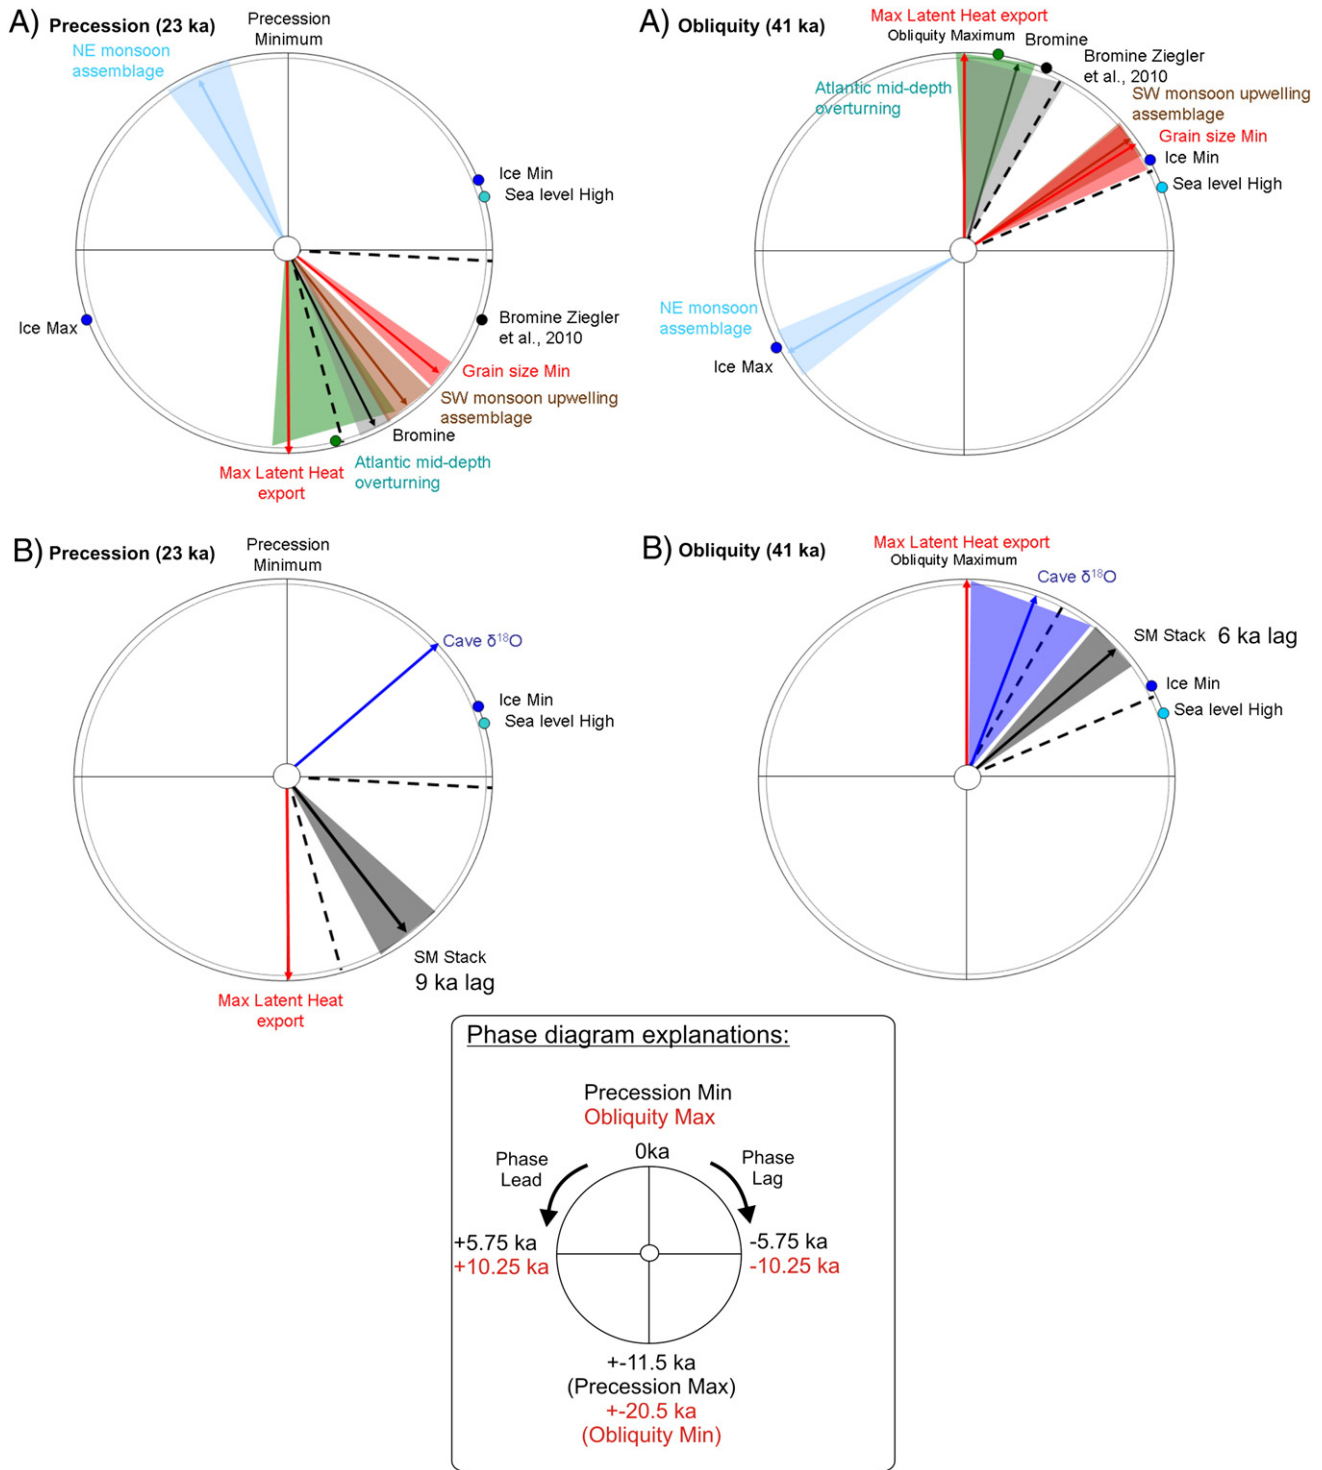 A) Precession (23 ka)
Precession
Minimum
NE monsoon
assemblage
Ice Min
Sea level High
Ice Max
Bromine Ziegler
et al., 2010
Grain size Min
SW monsoon upwelling
assemblage
Bromine
Atlantic mid-depth
overturning
Max Latent Heat
export
A) Obliquity (41 ka)
Max Latent Heat export
Obliquity Maximum
Bromine
Bromine Ziegler
et al., 2010
Atlantic mid-depth
overturning
SW monsoon upwelling
assemblage
Grain size Min
Ice Min
Sea level High
NE monsoon
assemblage
Ice Max
B) Precession (23 ka)
Precession
Minimum
Cave δ¹⁸O
Ice Min
Sea level High
SM Stack
9 ka lag
Max Latent Heat
export
B) Obliquity (41 ka)
Max Latent Heat export
Obliquity Maximum
Cave δ¹⁸O
SM Stack 6 ka lag
Ice Min
Sea level High
Phase diagram explanations:
Precession Min
Obliquity Max
0ka
Phase
Lead
Phase
Lag
+5.75 ka
+10.25 ka
-5.75 ka
-10.25 ka
+-11.5 ka
(Precession Max)
+-20.5 ka
(Obliquity Min)